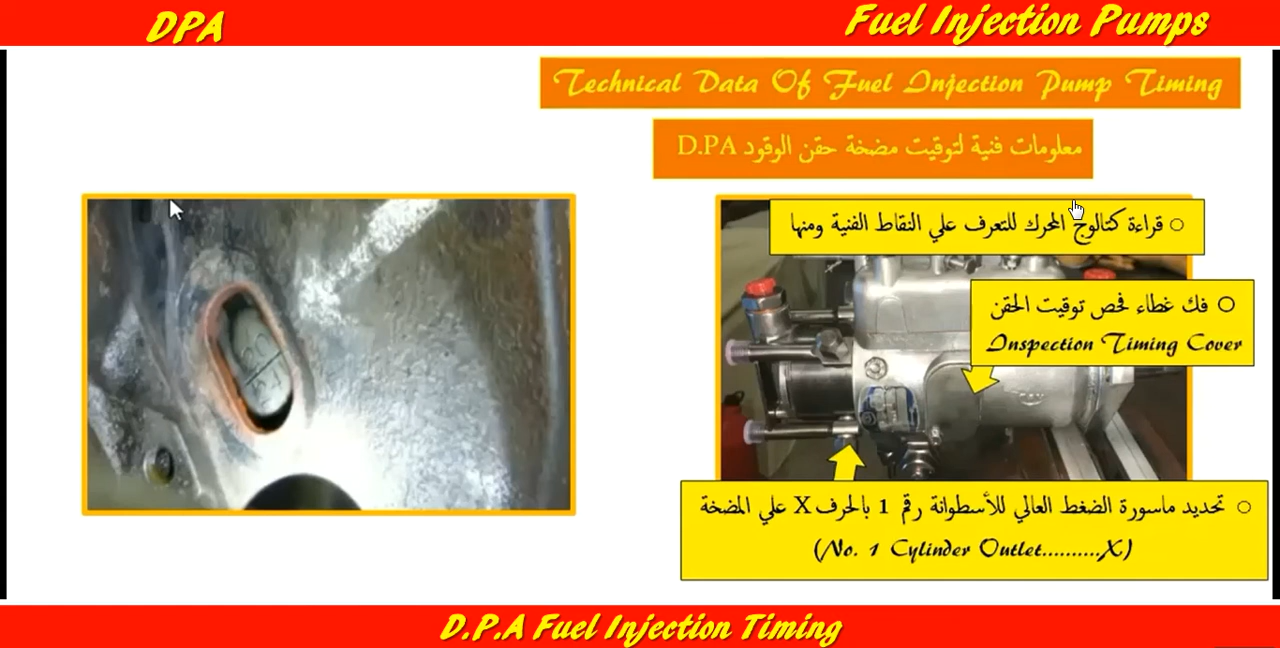 DPA
Fuel Injection Pumps
Technical Data Of Fuel Injection Pump Timing
معلومات فنية لتوقيت مضخة حقن الوقود D.PA
○ قراءة كتالوج المحرك للتعرف علي النقاط الفنية ومنها
○ فك غطاء فحص توقيت الحقن
Inspection Timing Cover
○ تحديد ماسورة الضغط العالي للأسطوانة رقم 1 بالحرف X علي المضخة
(No. 1 Cylinder Outlet..........X)
D.P.A Fuel Injection Timing